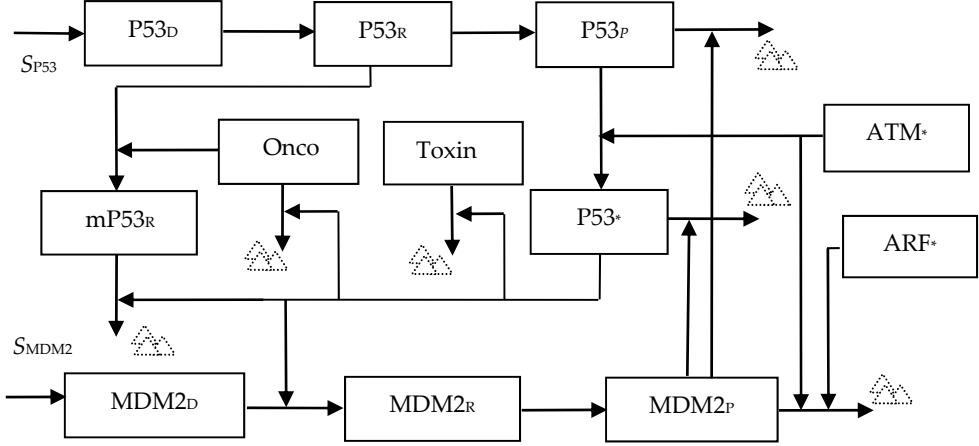 P53D
P53R
P53P
SP53
Onco
Toxin
ATM*
mP53R
P53*
ARF*
SMDM2
MDM2D
MDM2R
MDM2P